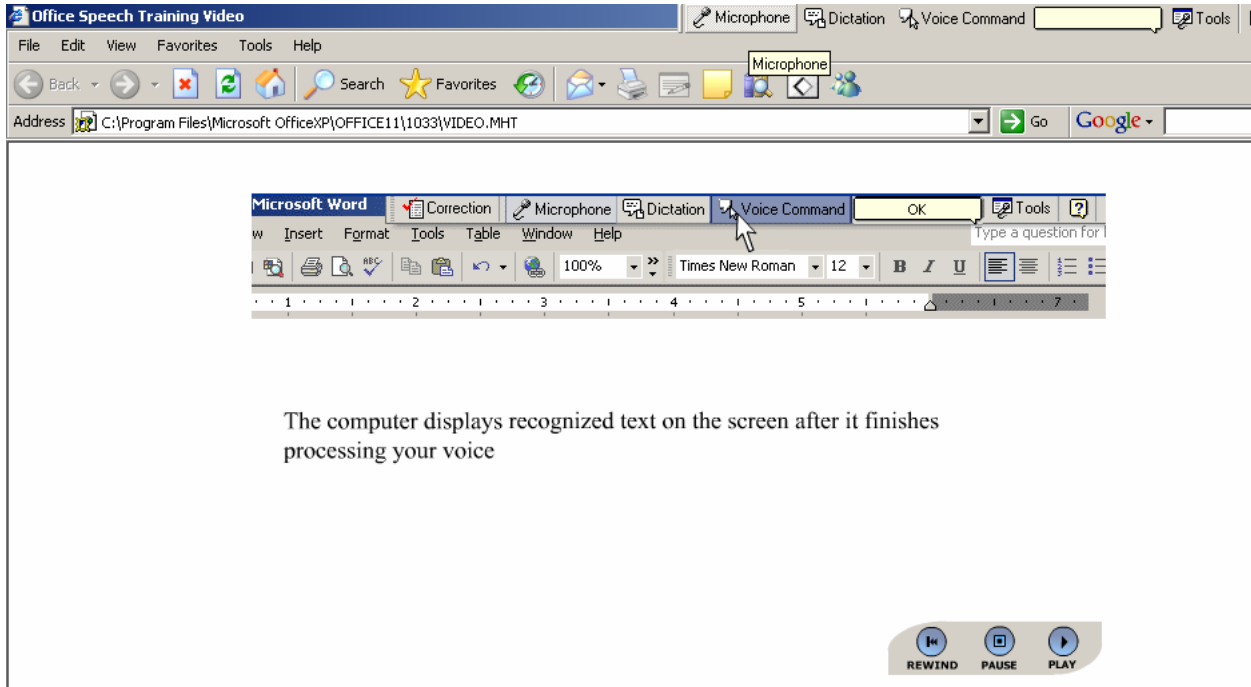 Office Speech Training Video Microphone Dictation Voice Command Tools
File Edit View Favorites Tools Help
Microphone
Back Search Favorites
Address C:\Program Files\Microsoft OfficeXP\OFFICE11\1033\VIDEO.MHT Go Google
Microsoft Word Correction Microphone Dictation Voice Command OK Tools ?
Insert Format Tools Table Window Help Type a question for
ABC 100% » Times New Roman 12 B I U
1 2 3 4 5 7
The computer displays recognized text on the screen after it finishes
processing your voice
REWIND PAUSE PLAY